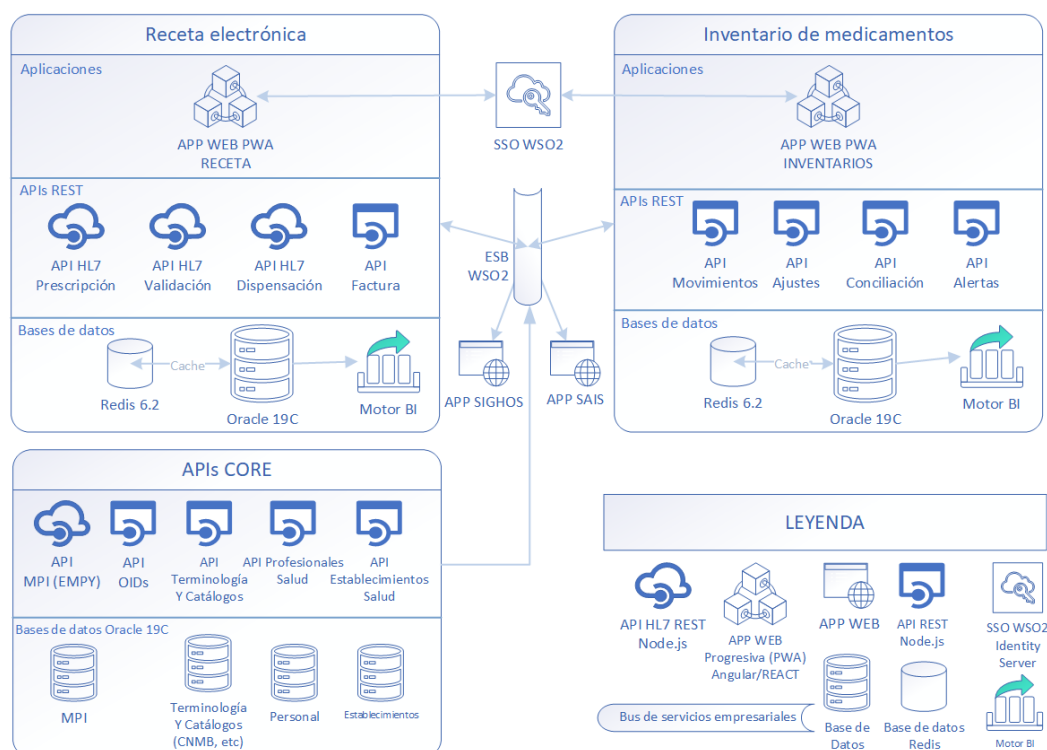 Receta electrónica
Aplicaciones
APP WEB PWA
RECETA
APIs REST
API HL7
Prescripción
API HL7
Validación
API HL7
Dispensación
API
Factura
Bases de datos
Cache
Redis 6.2
Oracle 19C
Motor BI
SSO WSO2
ESB
WSO2
APP SIGHOS
APP SAIS
Inventario de medicamentos
Aplicaciones
APP WEB PWA
INVENTARIOS
APIs REST
API
Movimientos
API
Ajustes
API
Conciliación
API
Alertas
Bases de datos
Cache
Redis 6.2
Oracle 19C
Motor BI
APIs CORE
API
MPI (EMPY)
API
OIDs
API
Terminología
Y Catálogos
API Profesionales
Salud
API
Establecimientos
Salud
Bases de datos Oracle 19C
MPI
Terminología
Y Catálogos
(CNMB, etc)
Personal
Establecimientos
LEYENDA
API HL7 REST
Node.js
APP WEB
Progresiva (PWA)
Angular/REACT
APP WEB
API REST
Node.js
SSO WSO2
Identity
Server
Bus de servicios empresariales
Base de
Datos
Base de datos
Redis
Motor BI